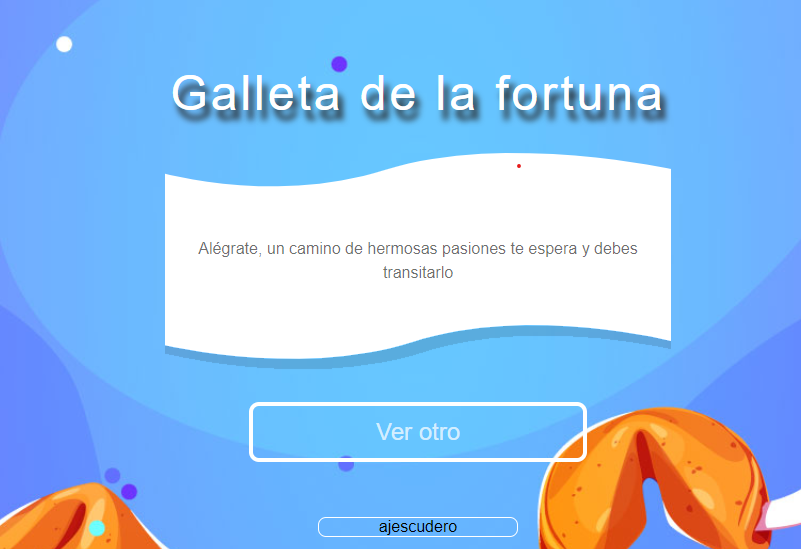 Galleta de la fortuna
Alégrate, un camino de hermosas pasiones te espera y debes
transitarlo
Ver otro
ajescudero